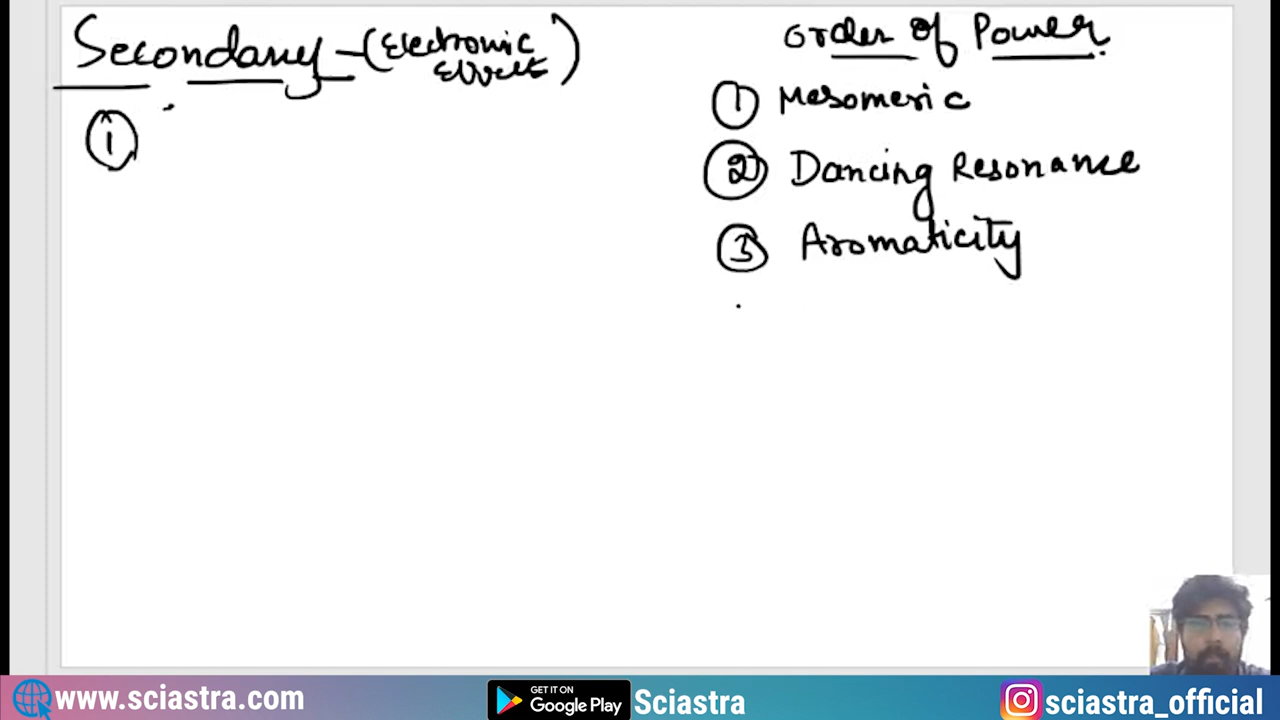 Secondary - (Electronic
Effect)
①
Order of Power
① Mesomeric
② Dancing Resonance
③ Aromaticity
www.sciastra.com
GET IT ON
Google Play
Sciastra
sciastra_official